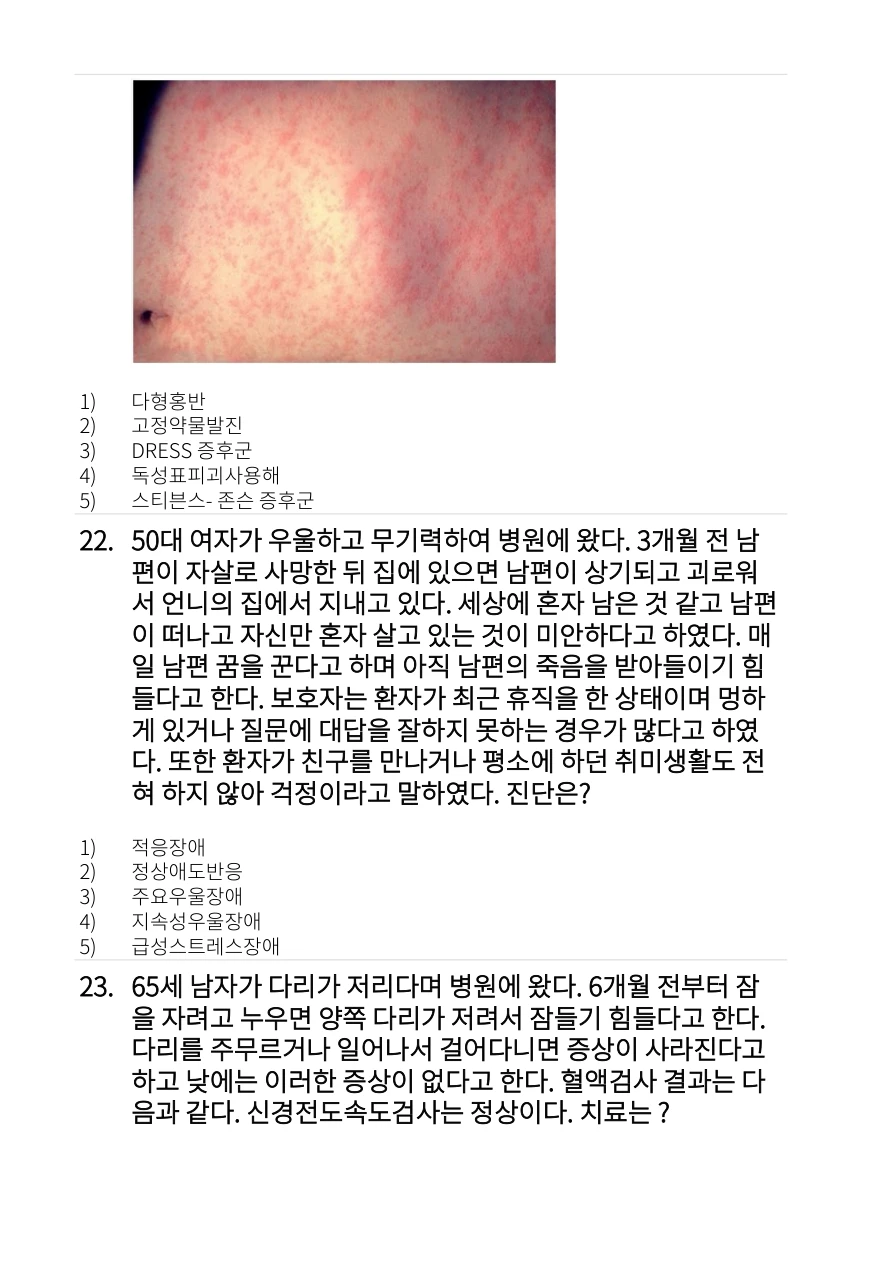 1) 다형홍반
2) 고정약물발진
3) DRESS 증후군
4) 독성표피괴사용해
5) 스티븐스- 존슨 증후군
22. 50대 여자가 우울하고 무기력하여 병원에 왔다. 3개월 전 남
편이 자살로 사망한 뒤 집에 있으면 남편이 상기되고 괴로워
서 언니의 집에서 지내고 있다. 세상에 혼자 남은 것 같고 남편
이 떠나고 자신만 혼자 살고 있는 것이 미안하다고 하였다. 매
일 남편 꿈을 꾼다고 하며 아직 남편의 죽음을 받아들이기 힘
들다고 한다. 보호자는 환자가 최근 휴직을 한 상태이며 멍하
게 있거나 질문에 대답을 잘하지 못하는 경우가 많다고 하였
다. 또한 환자가 친구를 만나거나 평소에 하던 취미생활도 전
혀 하지 않아 걱정이라고 말하였다. 진단은?
1) 적응장애
2) 정상애도반응
3) 주요우울장애
4) 지속성우울장애
5) 급성스트레스장애
23. 65세 남자가 다리가 저리다며 병원에 왔다. 6개월 전부터 잠
을 자려고 누우면 양쪽 다리가 저려서 잠들기 힘들다고 한다.
다리를 주무르거나 일어나서 걸어다니면 증상이 사라진다고
하고 낮에는 이러한 증상이 없다고 한다. 혈액검사 결과는 다
음과 같다. 신경전도속도검사는 정상이다. 치료는 ?